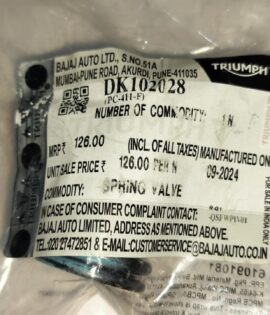 BAJAJ AUTO LTD., S.NO.51A
MUMBAI-PUNE ROAD, AKURDI, PUNE-411035
TRIUMPH
DK102028
(PC-4H-F)
NUMBER OF COMMODITY: 1N
MRP ₹ 126.00 (INCL. OF ALL TAXES) MANUFACTURED ON
UNIT SALE PRICE ₹ 126.00 PER N 09-2024
COMMODITY: SPRING VALVE
IN CASE OF CONSUMER COMPLAINT CONTACT:
BAJAJ AUTO LIMITED, ADDRESS AS MENTIONED ABOVE.
TEL.:020/27472851 & E-MAIL:CUSTOMERSERVICE@BAJAJAUTO.CO.IN
FOR SALE IN INDIA ONLY